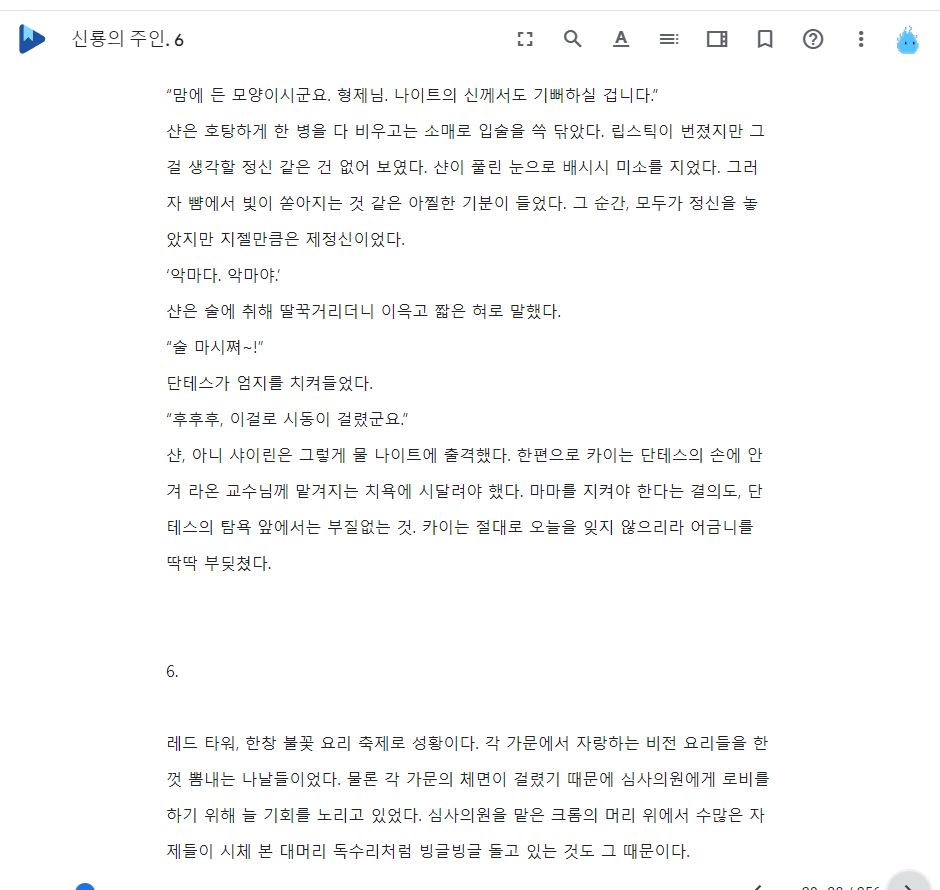 신룡의 주인. 6
"맘에 든 모양이시군요. 형제님. 나이트의 신께서도 기뻐하실 겁니다."
샨은 호탕하게 한 병을 다 비우고는 소매로 입술을 쓱 닦았다. 립스틱이 번졌지만 그
걸 생각할 정신 같은 건 없어 보였다. 샨이 풀린 눈으로 배시시 미소를 지었다. 그러
자 뺨에서 빛이 쏟아지는 것 같은 아찔한 기분이 들었다. 그 순간, 모두가 정신을 놓
았지만 지젤만큼은 제정신이었다.
'악마다. 악마야.'
샨은 술에 취해 딸꾹거리더니 이윽고 짧은 혀로 말했다.
"술 마시쪄~!"
단테스가 엄지를 치켜들었다.
"후후후, 이걸로 시동이 걸렸군요."
샨, 아니 샤이린은 그렇게 물 나이트에 출격했다. 한편으로 카이는 단테스의 손에 안
겨 라온 교수님께 맡겨지는 치욕에 시달려야 했다. 마마를 지켜야 한다는 결의도, 단
테스의 탐욕 앞에서는 부질없는 것. 카이는 절대로 오늘을 잊지 않으리라 어금니를
딱딱 부딪쳤다.
6.
레드 타워, 한창 불꽃 요리 축제로 성황이다. 각 가문에서 자랑하는 비전 요리들을 한
껏 뽐내는 나날들이었다. 물론 각 가문의 체면이 걸렸기 때문에 심사의원에게 로비를
하기 위해 늘 기회를 노리고 있었다. 심사의원을 맡은 크롬의 머리 위에서 수많은 자
제들이 시체 본 대머리 독수리처럼 빙글빙글 돌고 있는 것도 그 때문이다.